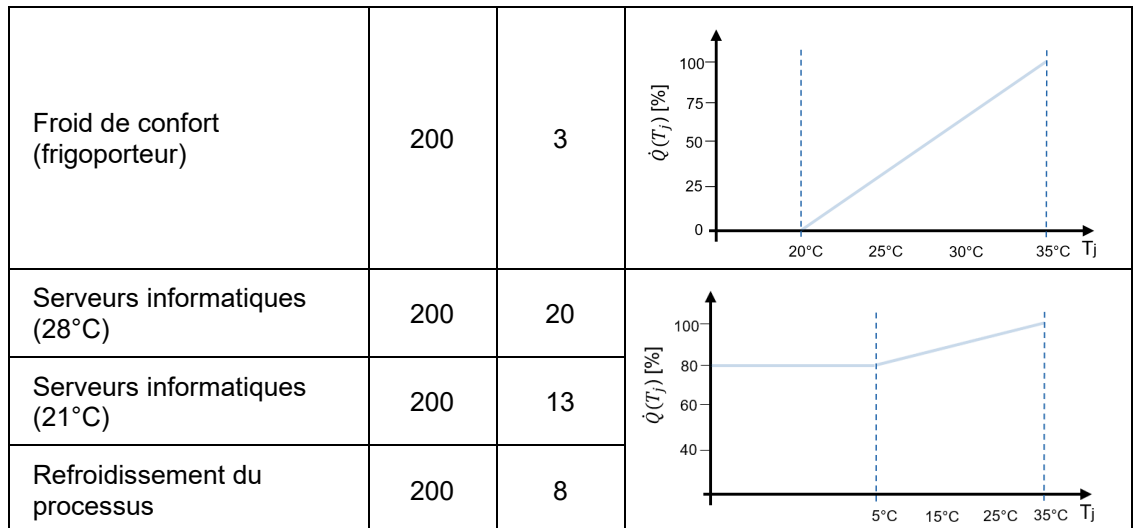 Froid de confort
(frigoporteur)
200
3
Q̇(Tⱼ) [%]
100
75
50
25
0
20°C 25°C 30°C 35°C Tj
Serveurs informatiques
(28°C)
200
20
Serveurs informatiques
(21°C)
200
13
Refroidissement du
processus
200
8
Q̇(Tⱼ) [%]
100
80
60
40
5°C 15°C 25°C 35°C Tj